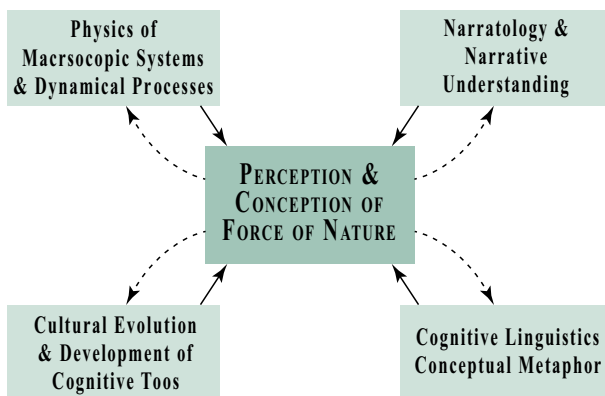 Physics of
Macrsocopic Systems
& Dynamical Processes
Narratology &
Narrative
Understanding
PERCEPTION &
CONCEPTION OF
FORCE OF NATURE
Cultural Evolution
& Development of
Cognitive Toos
Cognitive Linguistics
Conceptual Metaphor